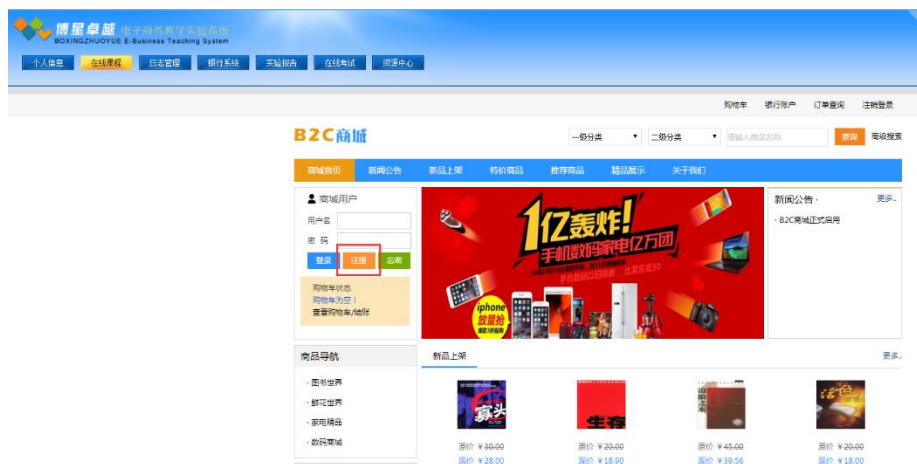 博星卓越 电子商务教学实验系统
BOXINGZHUOYUE E-Business Teaching System
个人信息 在线课程 日志管理 银行系统 实验报告 在线考试 资源中心
购物车 银行账户 订单查询 注销登录
B2C商城 一级分类 二级分类 请输入商品名称 查询 高级搜索
商城首页 新闻公告 新品上架 特价商品 推荐商品 精品展示 关于我们
商城用户
用户名
密 码
登录 注册 忘密
购物车状态
购物车为空！
查看购物车/结账
1亿轰炸!
手机数码家电亿万团
iphone
放量抢
新闻公告· 更多..
· B2C商城正式启用
商品导航
· 图书世界
· 鲜花世界
· 家电精品
· 数码商城
新品上架 更多..
寡头
生存
活色
原价 ￥30.00 原价 ￥20.00 原价 ￥45.00 原价 ￥20.00
现价 ￥28.00 现价 ￥18.90 现价 ￥39.56 现价 ￥18.00